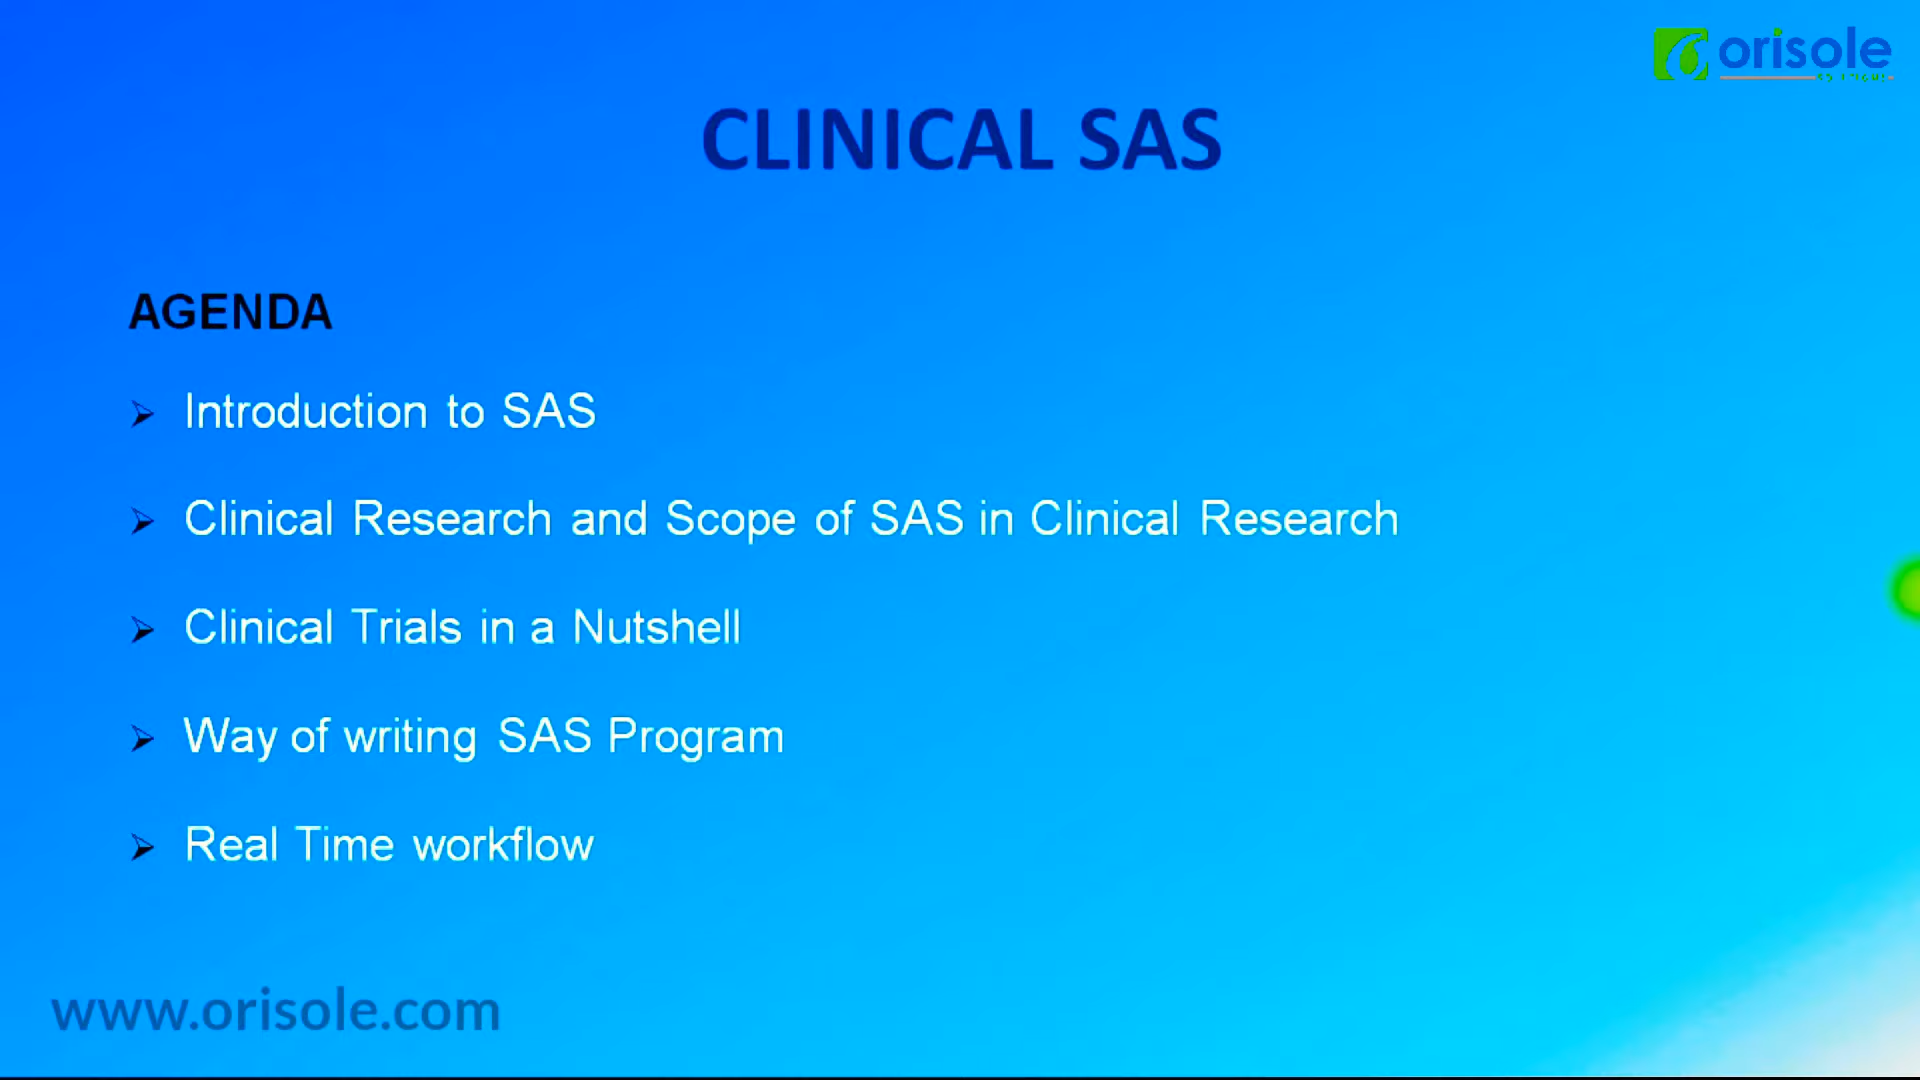 orisole
CLINICAL SAS
AGENDA
Introduction to SAS
Clinical Research and Scope of SAS in Clinical Research
Clinical Trials in a Nutshell
Way of writing SAS Program
Real Time workflow
www.orisole.com